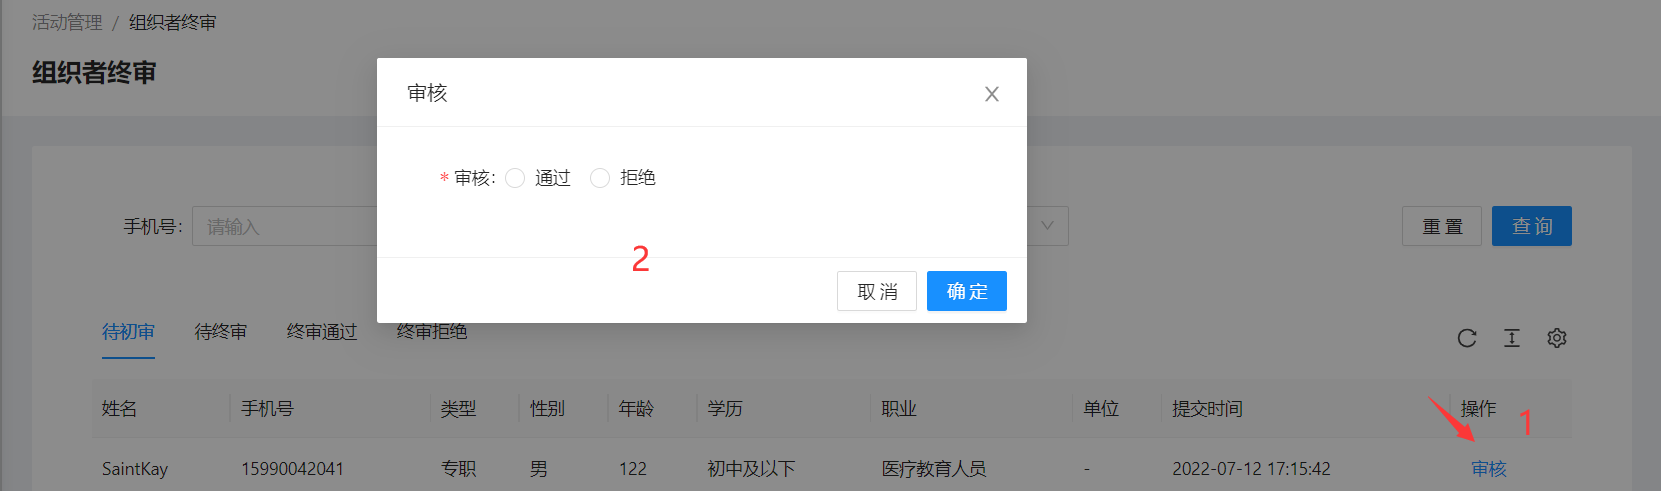 活动管理 / 组织者终审
组织者终审
审核
* 审核: 通过 拒绝
手机号: 请输入 重置 查询
2
取消 确定
待初审 待终审 终审通过 终审拒绝
姓名 手机号 类型 性别 年龄 学历 职业 单位 提交时间 操作 1
SaintKay 15990042041 专职 男 122 初中及以下 医疗教育人员 - 2022-07-12 17:15:42 审核